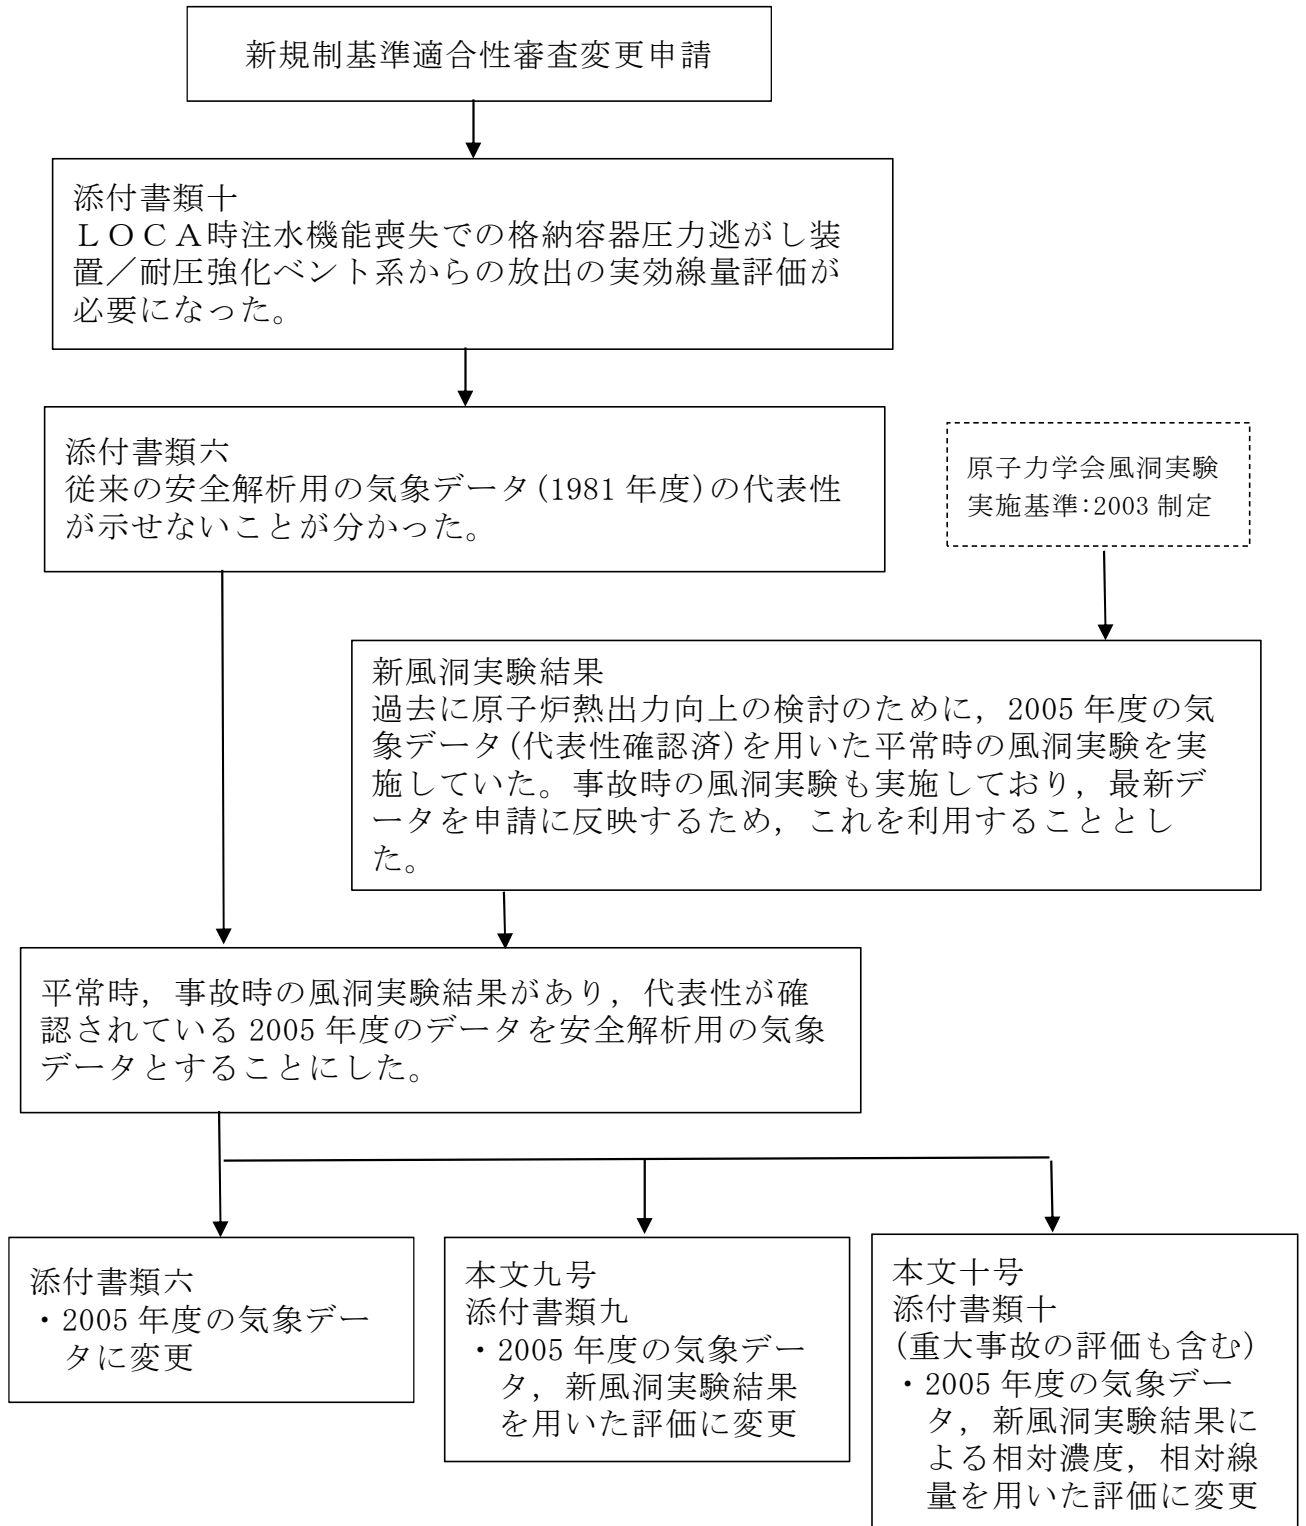 新規制基準適合性審査変更申請
添付書類十
ＬＯＣＡ時注水機能喪失での格納容器圧力逃がし装
置／耐圧強化ベント系からの放出の実効線量評価が
必要になった。
添付書類六
従来の安全解析用の気象データ(1981 年度)の代表性
が示せないことが分かった。
原子力学会風洞実験
実施基準：2003 制定
新風洞実験結果
過去に原子炉熱出力向上の検討のために，2005 年度の気
象データ(代表性確認済)を用いた平常時の風洞実験を実
施していた。事故時の風洞実験も実施しており，最新デ
ータを申請に反映するため，これを利用することとし
た。
平常時，事故時の風洞実験結果があり，代表性が確
認されている 2005 年度のデータを安全解析用の気象
データとすることにした。
添付書類六
・2005 年度の気象デー
タに変更
本文九号
添付書類九
・2005 年度の気象デー
タ，新風洞実験結果
を用いた評価に変更
本文十号
添付書類十
(重大事故の評価も含む)
・2005 年度の気象デー
タ，新風洞実験結果に
よる相対濃度，相対線
量を用いた評価に変更